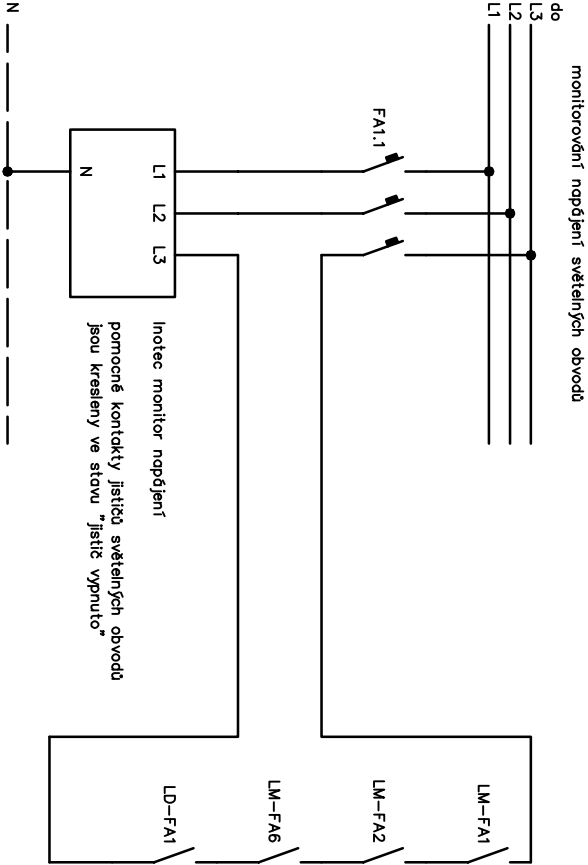 do
monitorování napájení světelných obvodů
L3
L2
L1
N
FA1.1
L1
L2
L3
N
Inotec monitor napájení
pomocné kontakty jističů světelných obvodů
jsou kresleny ve stavu "jistič vypnuto"
LM-FA1
LM-FA2
LM-FA6
LD-FA1